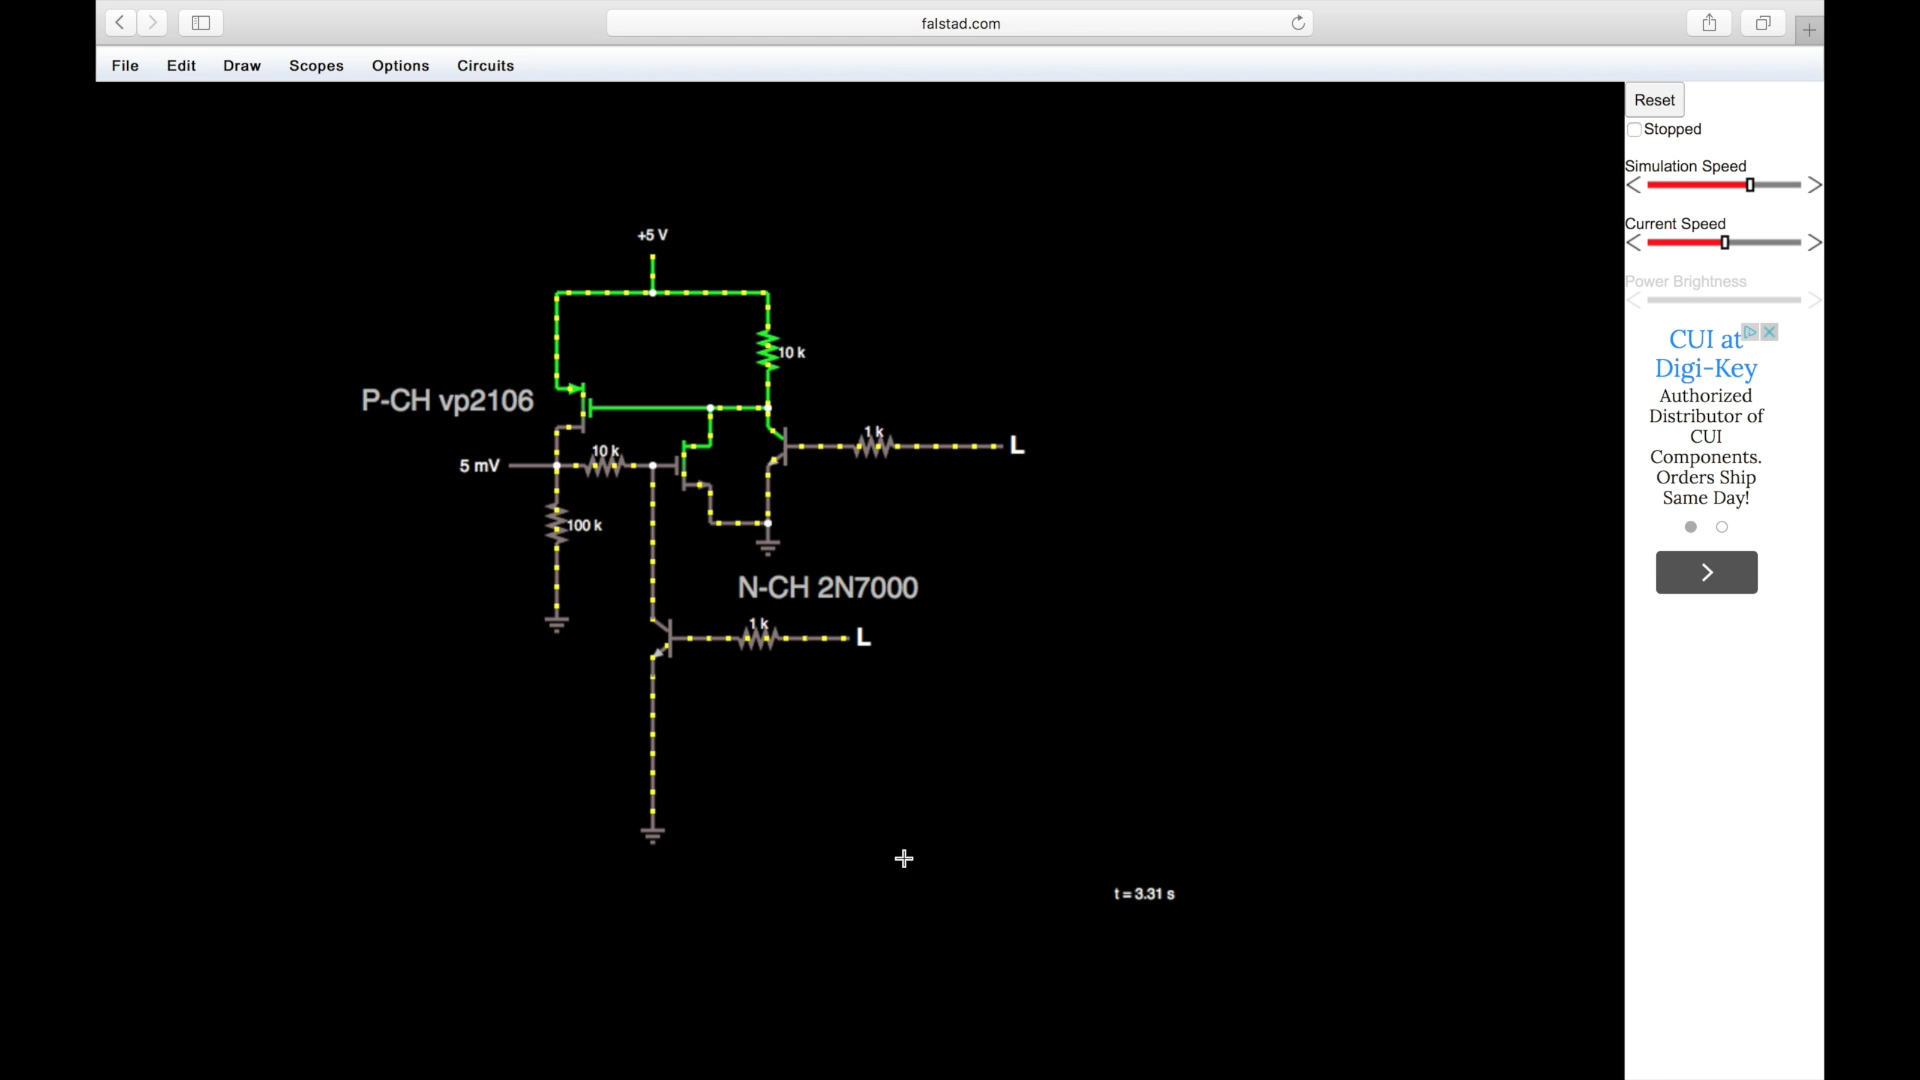 falstad.com
File Edit Draw Scopes Options Circuits
Reset
Stopped
Simulation Speed
Current Speed
Power Brightness
CUI at
Digi-Key
Authorized
Distributor of
CUI
Components.
Orders Ship
Same Day!
+5 V
10 k
P-CH vp2106
1 k
L
10 k
5 mV
100 k
N-CH 2N7000
1 k
L
t = 3.31 s